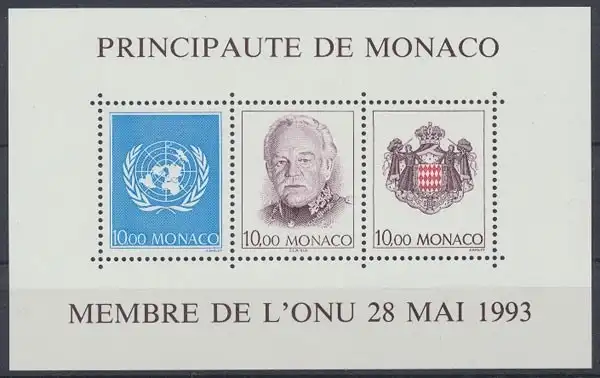 PRINCIPAUTE DE MONACO
10,00 MONACO
10,00 MONACO
10,00 MONACO
MEMBRE DE L'ONU 28 MAI 1993